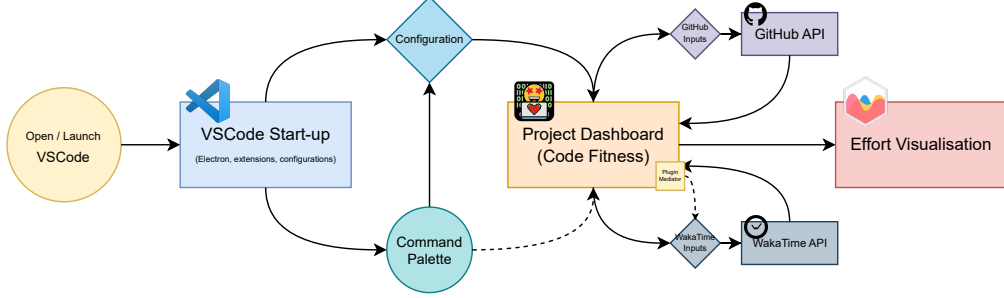 Open / Launch
VSCode
VSCode Start-up
(Electron, extensions, configurations)
Configuration
Command
Palette
Project Dashboard
(Code Fitness)
Plugin
Mediator
GitHub
Inputs
GitHub API
WakaTime
Inputs
WakaTime API
Effort Visualisation